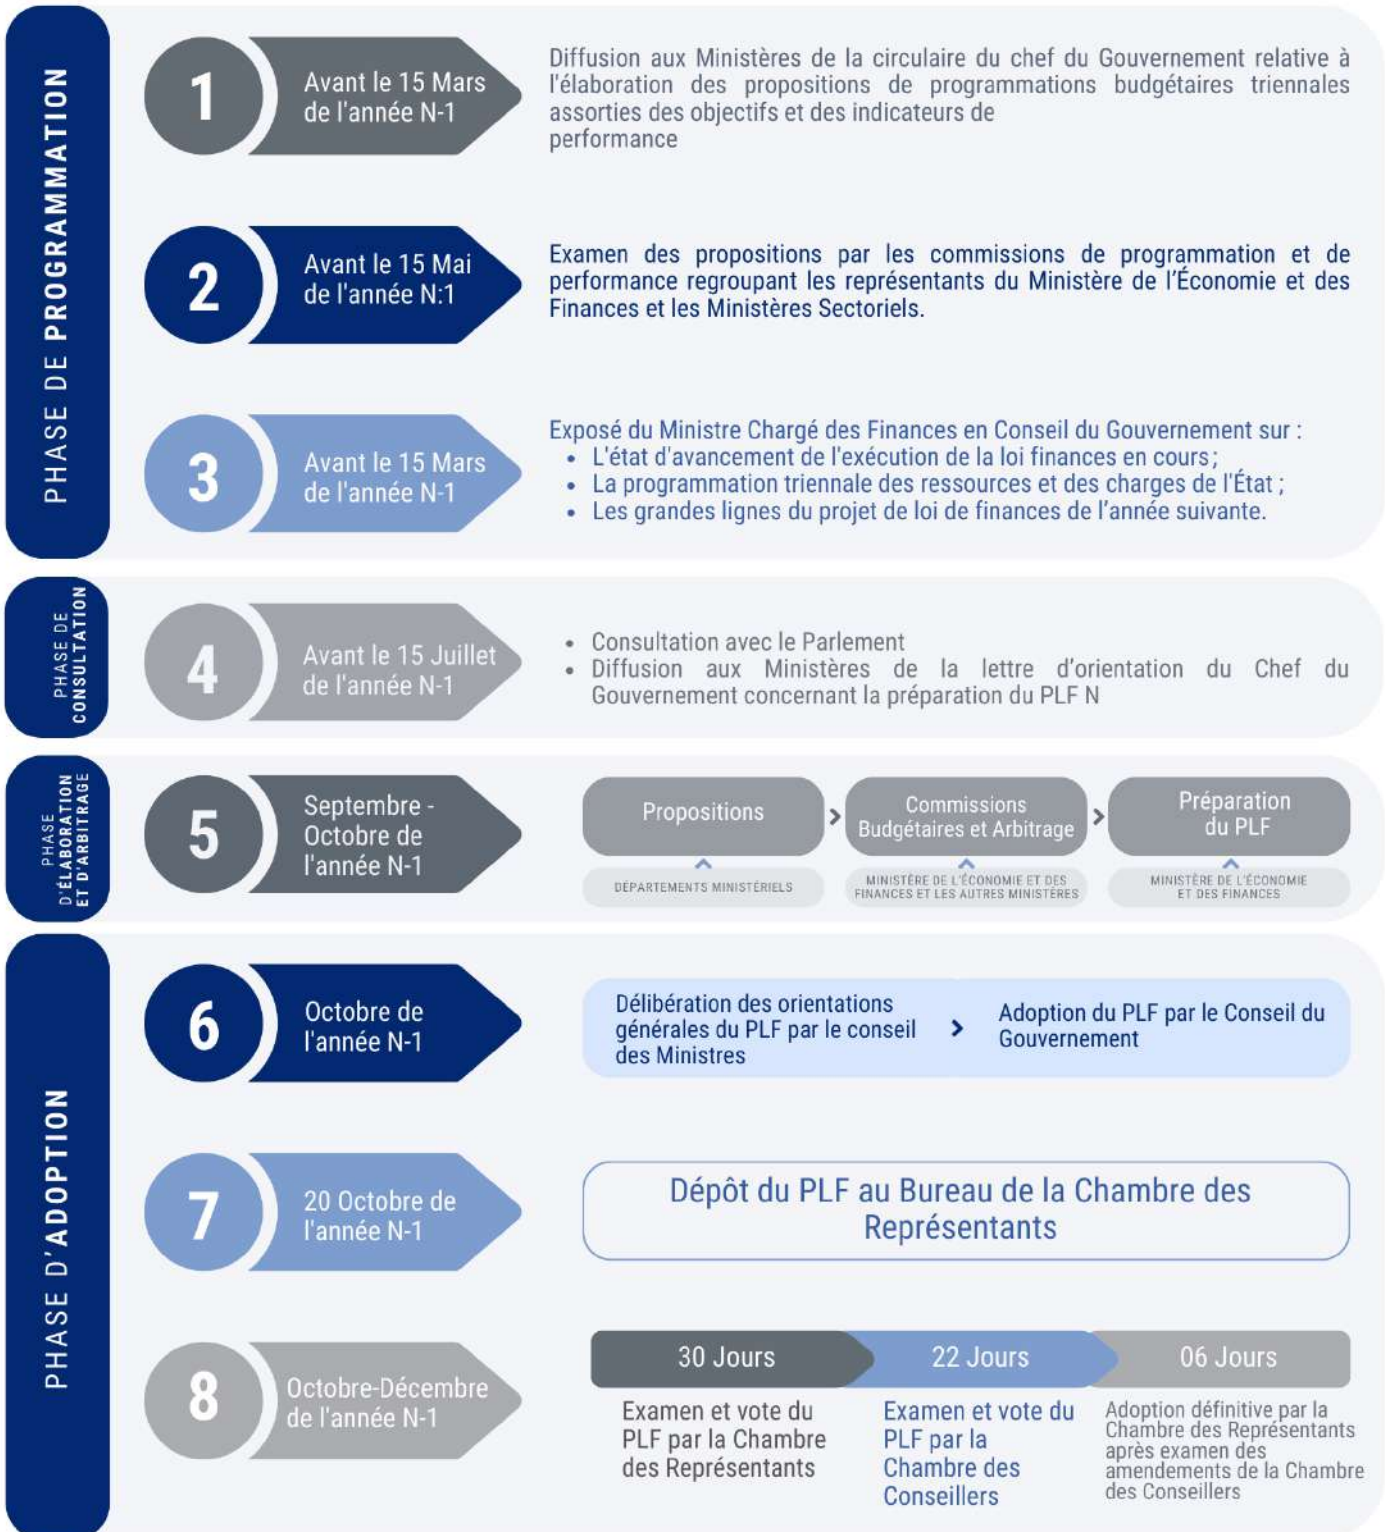 PHASE DE PROGRAMMATION
1
Avant le 15 Mars
de l'année N-1
Diffusion aux Ministères de la circulaire du chef du Gouvernement relative à
l'élaboration des propositions de programmations budgétaires triennales
assorties des objectifs et des indicateurs de
performance
2
Avant le 15 Mai
de l'année N:1
Examen des propositions par les commissions de programmation et de
performance regroupant les représentants du Ministère de l'Économie et des
Finances et les Ministères Sectoriels.
3
Avant le 15 Mars
de l'année N-1
Exposé du Ministre Chargé des Finances en Conseil du Gouvernement sur :
• L'état d'avancement de l'exécution de la loi finances en cours;
• La programmation triennale des ressources et des charges de l'État ;
• Les grandes lignes du projet de loi de finances de l'année suivante.
PHASE DE
CONSULTATION
4
Avant le 15 Juillet
de l'année N-1
• Consultation avec le Parlement
• Diffusion aux Ministères de la lettre d'orientation du Chef du
Gouvernement concernant la préparation du PLF N
PHASE
D'ÉLABORATION
ET D'ARBITRAGE
5
Septembre -
Octobre de
l'année N-1
Propositions
DÉPARTEMENTS MINISTÉRIELS
Commissions
Budgétaires et Arbitrage
MINISTÈRE DE L'ÉCONOMIE ET DES
FINANCES ET LES AUTRES MINISTÈRES
Préparation
du PLF
MINISTÈRE DE L'ÉCONOMIE
ET DES FINANCES
PHASE D'ADOPTION
6
Octobre de
l'année N-1
Délibération des orientations
générales du PLF par le conseil
des Ministres
Adoption du PLF par le Conseil du
Gouvernement
7
20 Octobre de
l'année N-1
Dépôt du PLF au Bureau de la Chambre des
Représentants
8
Octobre-Décembre
de l'année N-1
30 Jours
Examen et vote du
PLF par la Chambre
des Représentants
22 Jours
Examen et vote du
PLF par la
Chambre des
Conseillers
06 Jours
Adoption définitive par la
Chambre des Représentants
après examen des
amendements de la Chambre
des Conseillers